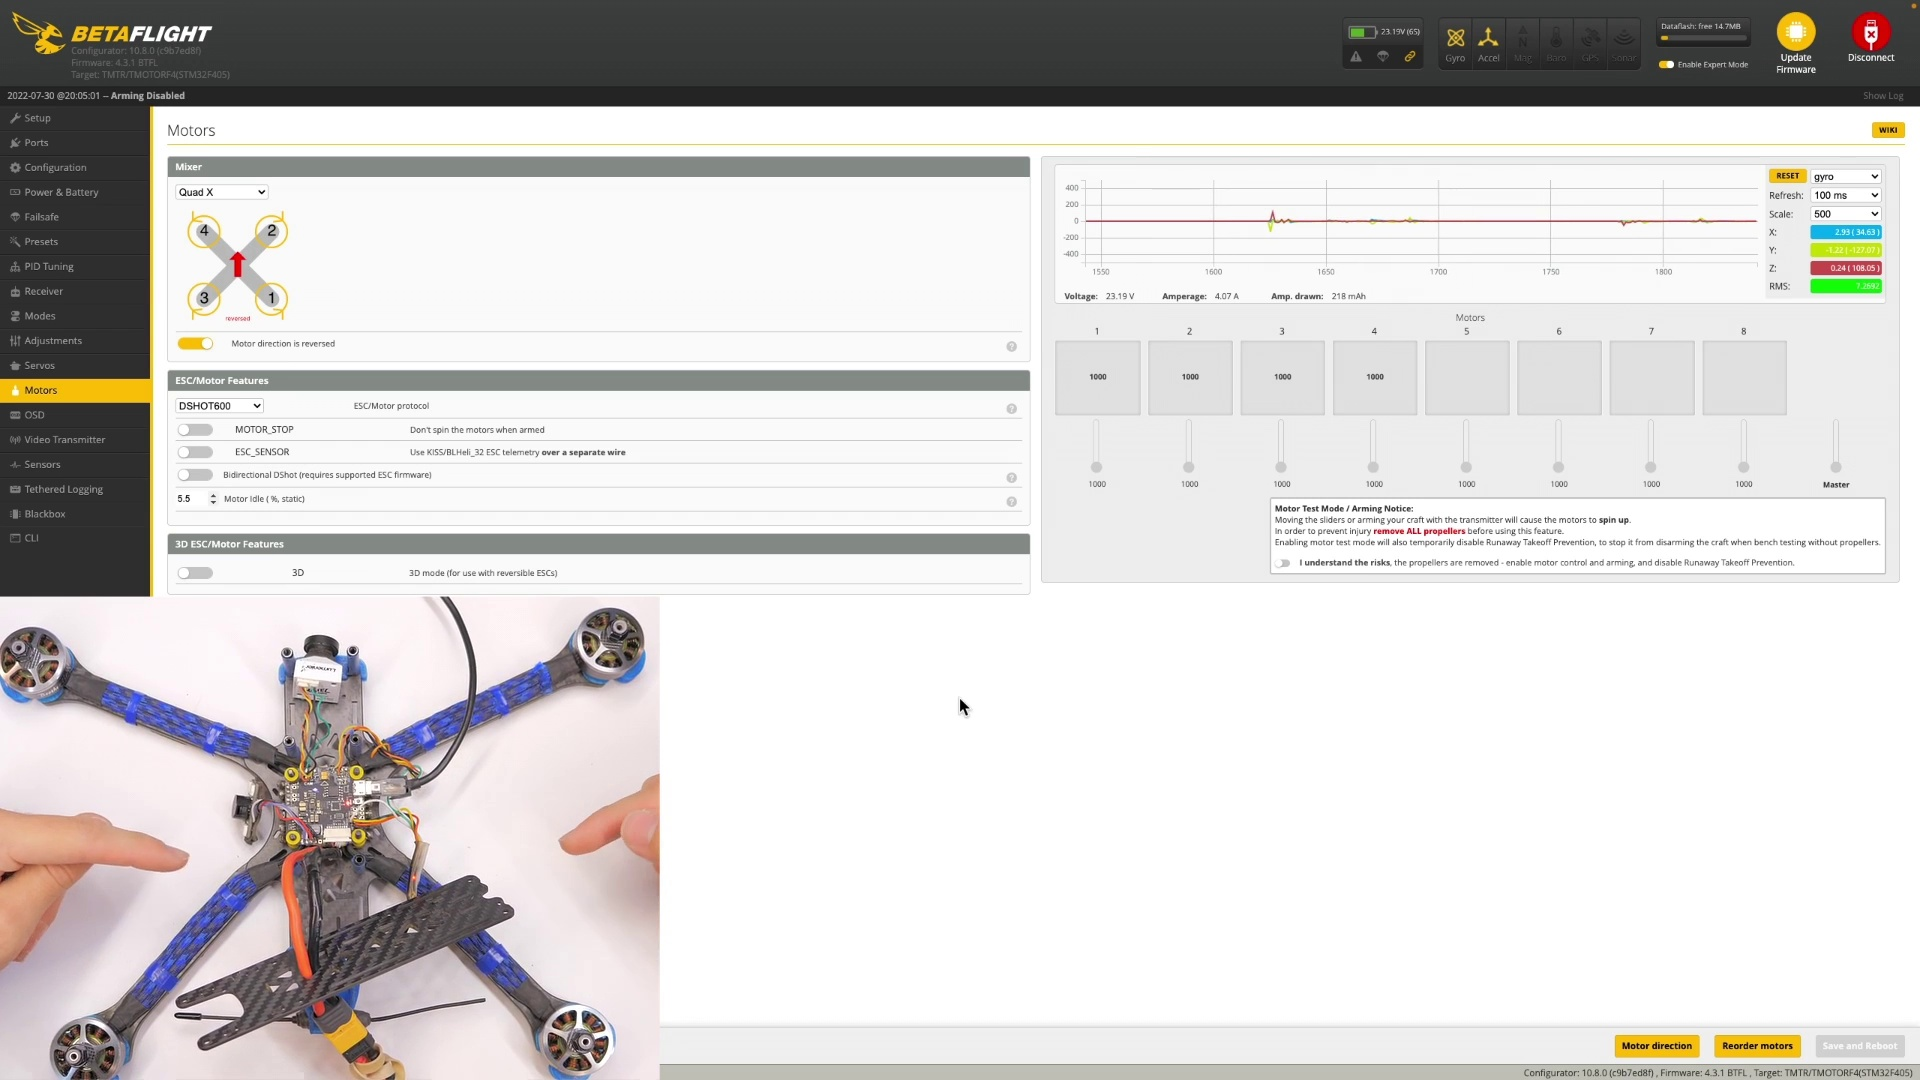 BETAFLIGHT
Configurator: 10.8.0 (c9b7ed8f)
Firmware: 4.3.1 BTFL
Target: TMTR/TMOTORF4(STM32F405)
23.19V (6S)
Gyro
Accel
Mag
Baro
GPS
Sonar
Dataflash: free 14.7MB
Enable Expert Mode
Update
Firmware
Disconnect
2022-07-30 @20:05:01 -- Arming Disabled
Show Log
Setup
Ports
Configuration
Power & Battery
Failsafe
Presets
PID Tuning
Receiver
Modes
Adjustments
Servos
Motors
OSD
Video Transmitter
Sensors
Tethered Logging
Blackbox
CLI
Motors
WIKI
Mixer
Quad X
4 2
3 1
reversed
Motor direction is reversed
ESC/Motor Features
DSHOT600 ESC/Motor protocol
MOTOR_STOP Don't spin the motors when armed
ESC_SENSOR Use KISS/BLHeli_32 ESC telemetry over a separate wire
Bidirectional DShot (requires supported ESC firmware)
5.5 Motor Idle ( %, static)
3D ESC/Motor Features
3D 3D mode (for use with reversible ESCs)
400
200
0
-200
-400
1550 1600 1650 1700 1750 1800
RESET gyro
Refresh: 100 ms
Scale: 500
X: 2.93 ( 34.63 )
Y: -1.22 ( -127.07 )
Z: 0.24 ( 108.05 )
RMS: 7.2692
Voltage: 23.19 V Amperage: 4.07 A Amp. drawn: 218 mAh
Motors
1 2 3 4 5 6 7 8
1000 1000 1000 1000
1000 1000 1000 1000 1000 1000 1000 1000 Master
Motor Test Mode / Arming Notice:
Moving the sliders or arming your craft with the transmitter will cause the motors to spin up.
In order to prevent injury remove ALL propellers before using this feature.
Enabling motor test mode will also temporarily disable Runaway Takeoff Prevention, to stop it from disarming the craft when bench testing without propellers.
I understand the risks, the propellers are removed - enable motor control and arming, and disable Runaway Takeoff Prevention.
Motor direction
Reorder motors
Save and Reboot
Configurator: 10.8.0 (c9b7ed8f) , Firmware: 4.3.1 BTFL , Target: TMTR/TMOTORF4(STM32F405)